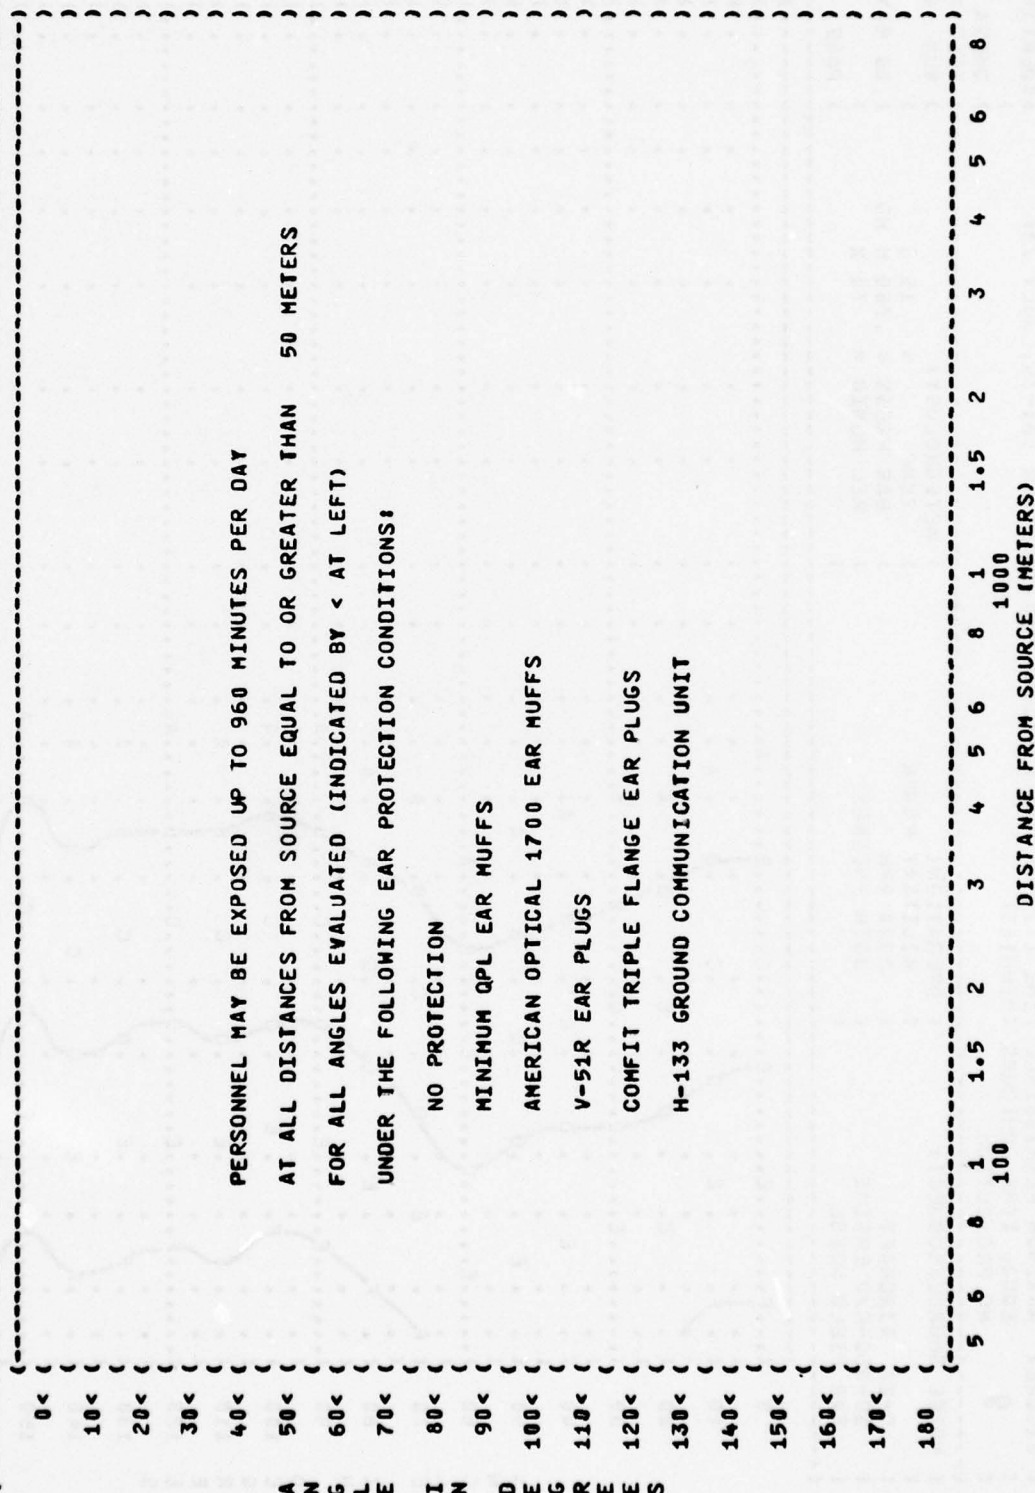 0<
10<
20<
30<
40< PERSONNEL MAY BE EXPOSED UP TO 960 MINUTES PER DAY
50< AT ALL DISTANCES FROM SOURCE EQUAL TO OR GREATER THAN 50 METERS
60< FOR ALL ANGLES EVALUATED (INDICATED BY < AT LEFT)
70< UNDER THE FOLLOWING EAR PROTECTION CONDITIONS:
80< NO PROTECTION
90< MINIMUM QPL EAR MUFFS
100< AMERICAN OPTICAL 1700 EAR MUFFS
110< V-51R EAR PLUGS
120< COMFIT TRIPLE FLANGE EAR PLUGS
130< H-133 GROUND COMMUNICATION UNIT
140<
150<
160<
170<
180
ANGLE IN DEGREES
5 6 8 1 1.5 2 3 4 5 6 8 1 1.5 2 3 4 5 6 8
100 1000
DISTANCE FROM SOURCE (METERS)